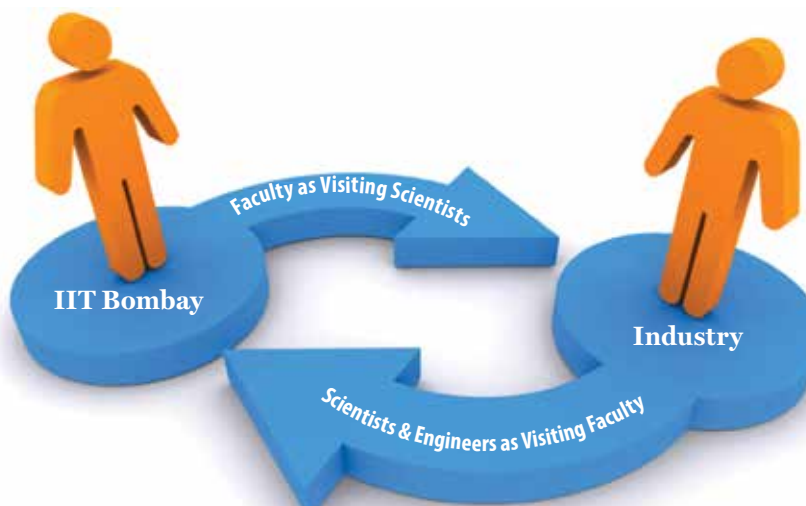 Faculty as Visiting Scientists
IIT Bombay
Industry
Scientists & Engineers as Visiting Faculty